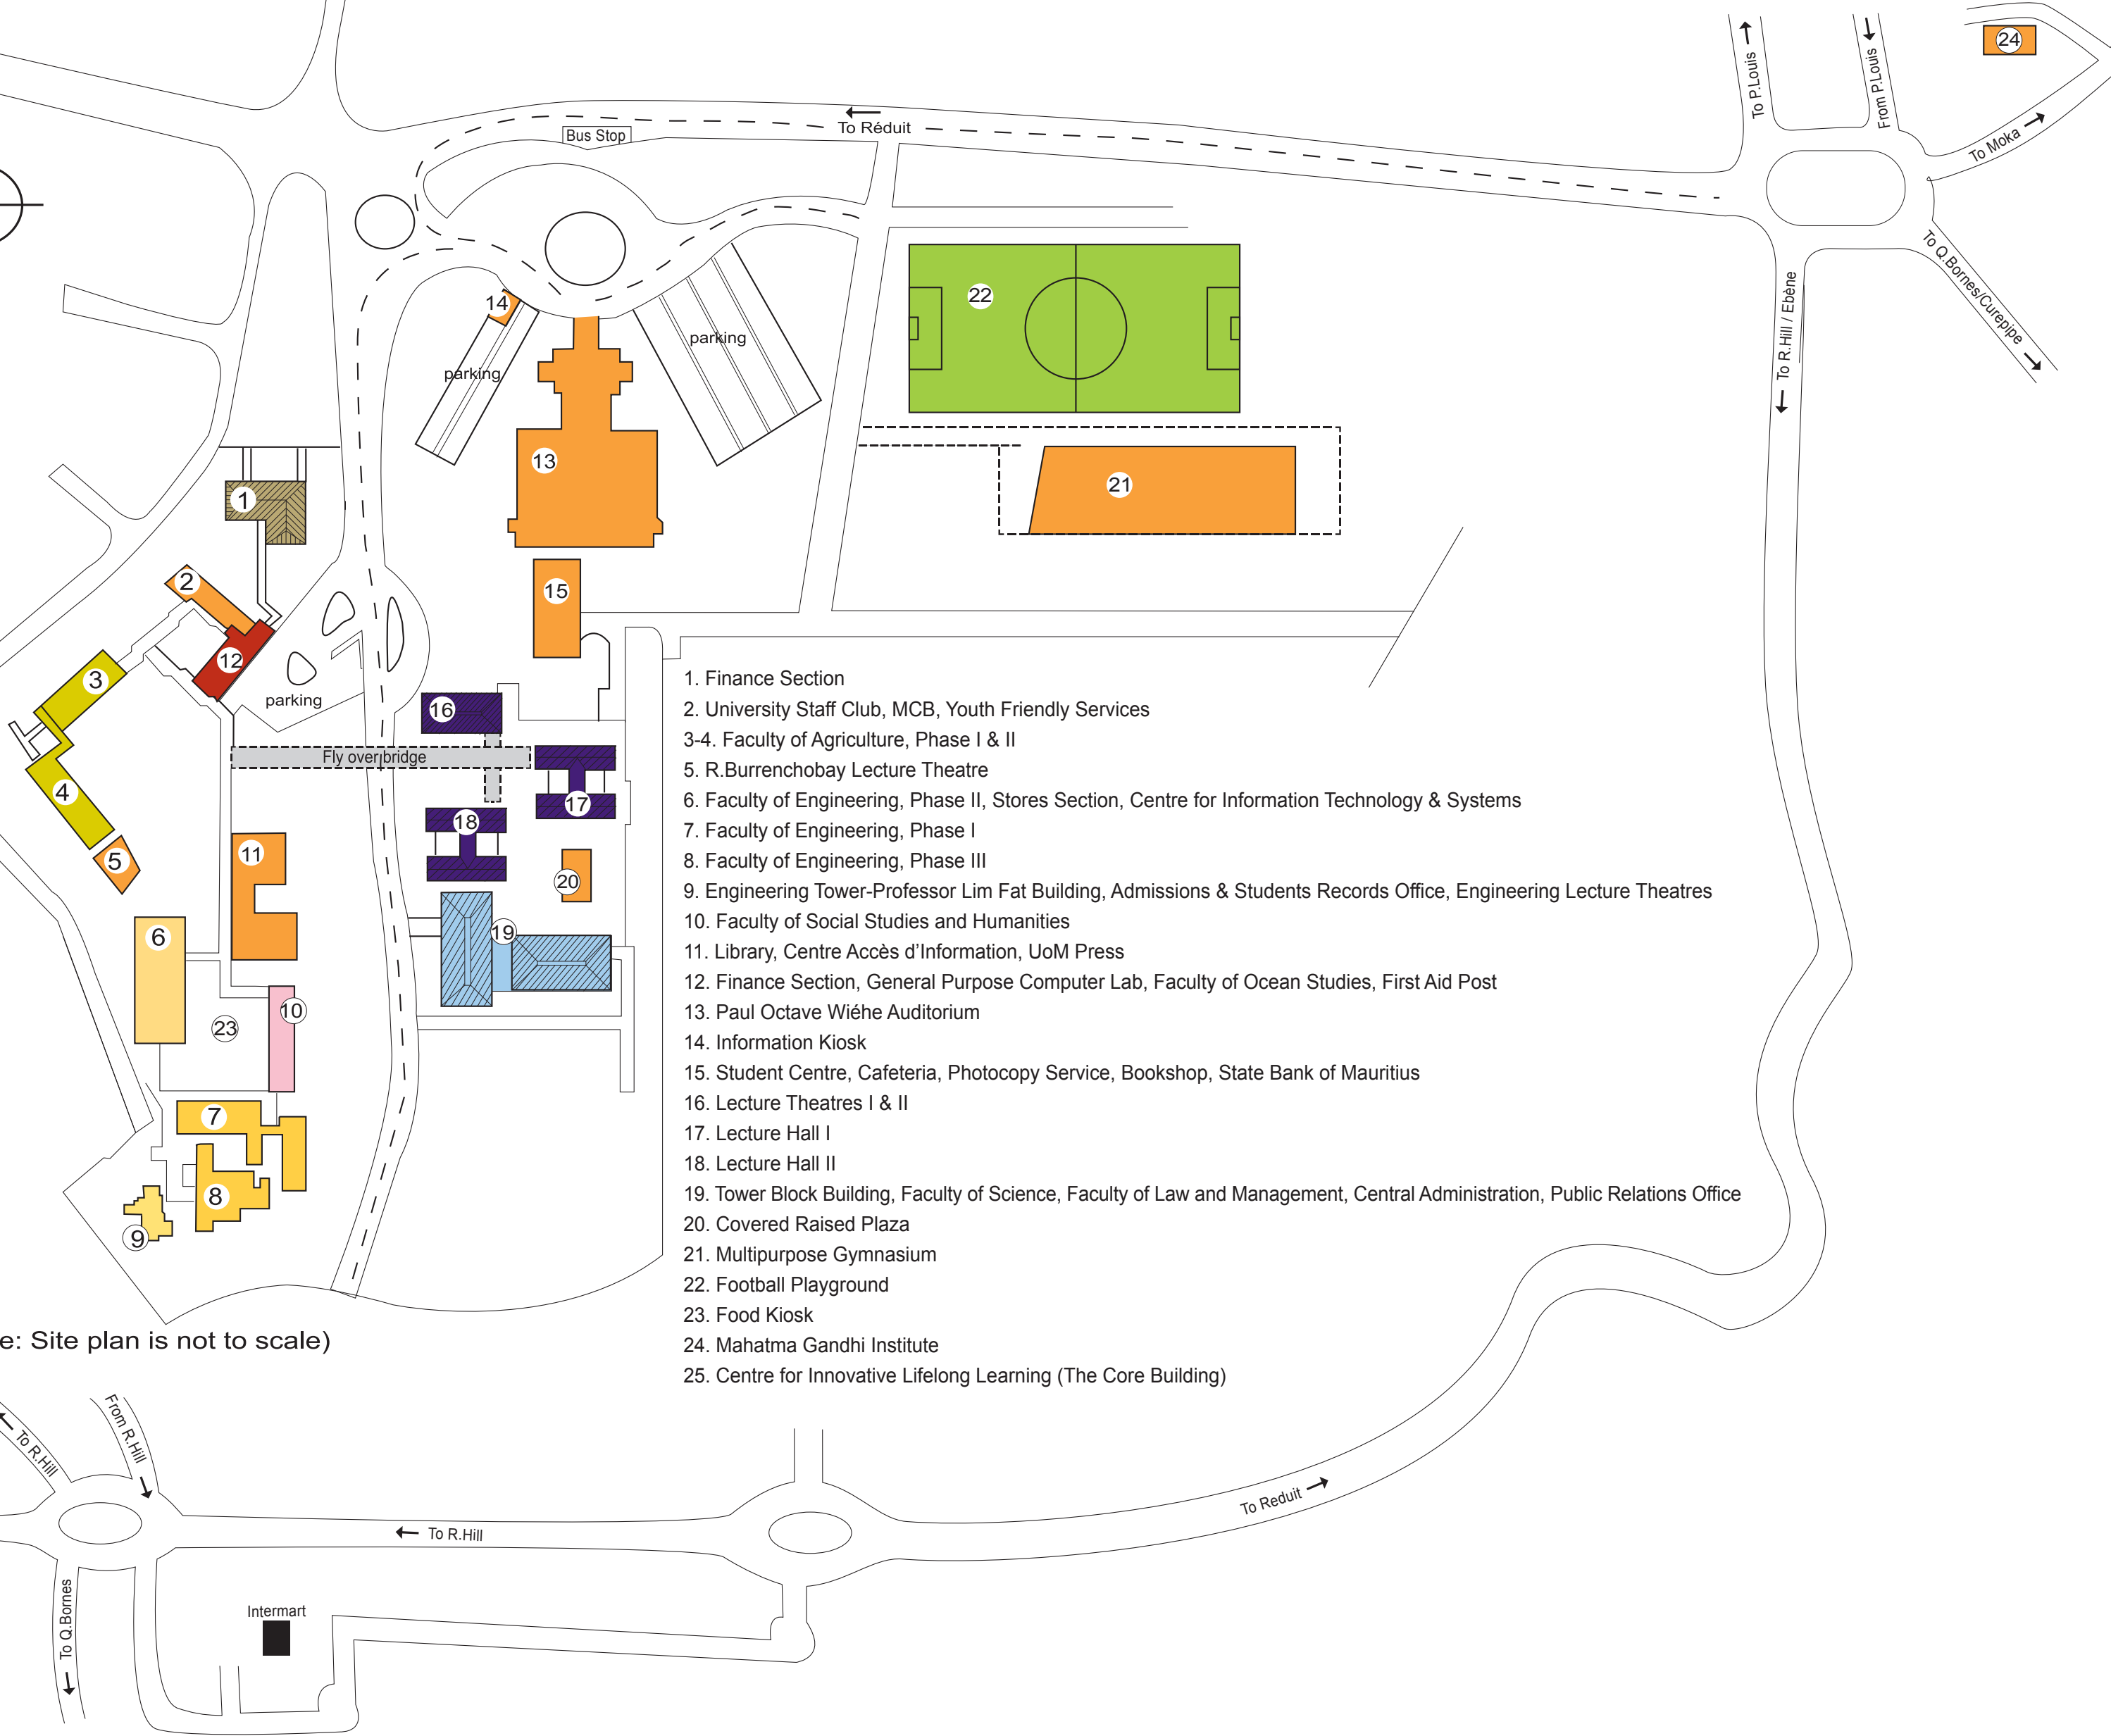 24
To P.Louis
From P.Louis
To Moka
To Réduit
Bus Stop
To Q.Bornes/Curepipe
To R.Hill / Ebène
22
14
parking
parking
13
21
1
2
15
12
3
parking
16
Fly over bridge
4
17
18
11
5
20
6
19
10
23
7
8
9
1. Finance Section
2. University Staff Club, MCB, Youth Friendly Services
3-4. Faculty of Agriculture, Phase I & II
5. R.Burrenchobay Lecture Theatre
6. Faculty of Engineering, Phase II, Stores Section, Centre for Information Technology & Systems
7. Faculty of Engineering, Phase I
8. Faculty of Engineering, Phase III
9. Engineering Tower-Professor Lim Fat Building, Admissions & Students Records Office, Engineering Lecture Theatres
10. Faculty of Social Studies and Humanities
11. Library, Centre Accès d’Information, UoM Press
12. Finance Section, General Purpose Computer Lab, Faculty of Ocean Studies, First Aid Post
13. Paul Octave Wiéhe Auditorium
14. Information Kiosk
15. Student Centre, Cafeteria, Photocopy Service, Bookshop, State Bank of Mauritius
16. Lecture Theatres I & II
17. Lecture Hall I
18. Lecture Hall II
19. Tower Block Building, Faculty of Science, Faculty of Law and Management, Central Administration, Public Relations Office
20. Covered Raised Plaza
21. Multipurpose Gymnasium
22. Football Playground
23. Food Kiosk
24. Mahatma Gandhi Institute
25. Centre for Innovative Lifelong Learning (The Core Building)
e: Site plan is not to scale)
To R.Hill
From R.Hill
To Reduit
To R.Hill
To Q.Bornes
Intermart